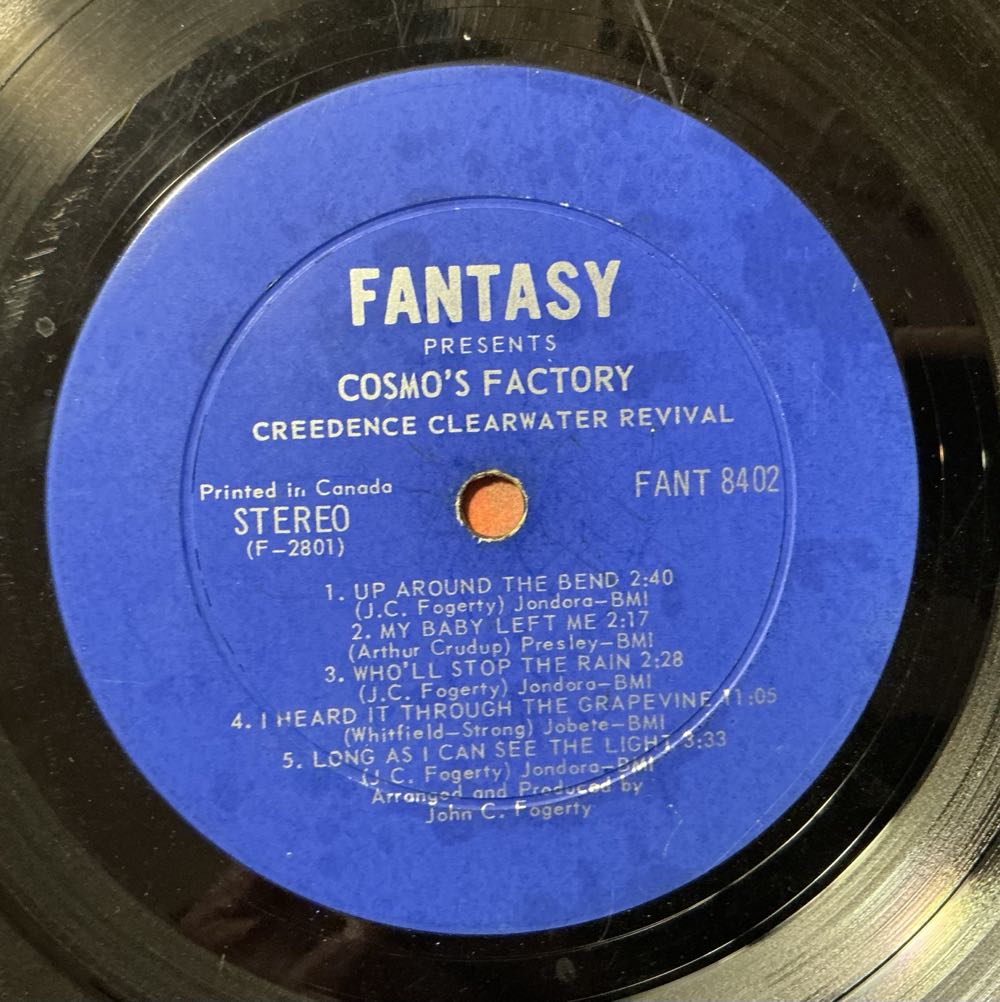 FANTASY
PRESENTS
COSMO'S FACTORY
CREEDENCE CLEARWATER REVIVAL
Printed in Canada
STEREO
(F-2801)
FANT 8402
1. UP AROUND THE BEND 2:40
(J.C. Fogerty) Jondora-BMI
2. MY BABY LEFT ME 2:17
(Arthur Crudup) Presley-BMI
3. WHO'LL STOP THE RAIN 2:28
(J.C. Fogerty) Jondora-BMI
4. I HEARD IT THROUGH THE GRAPEVINE 11:05
(Whitfield-Strong) Jobete-BMI
5. LONG AS I CAN SEE THE LIGHT 3:33
(J.C. Fogerty) Jondora-BMI
Arranged and Produced by
John C. Fogerty